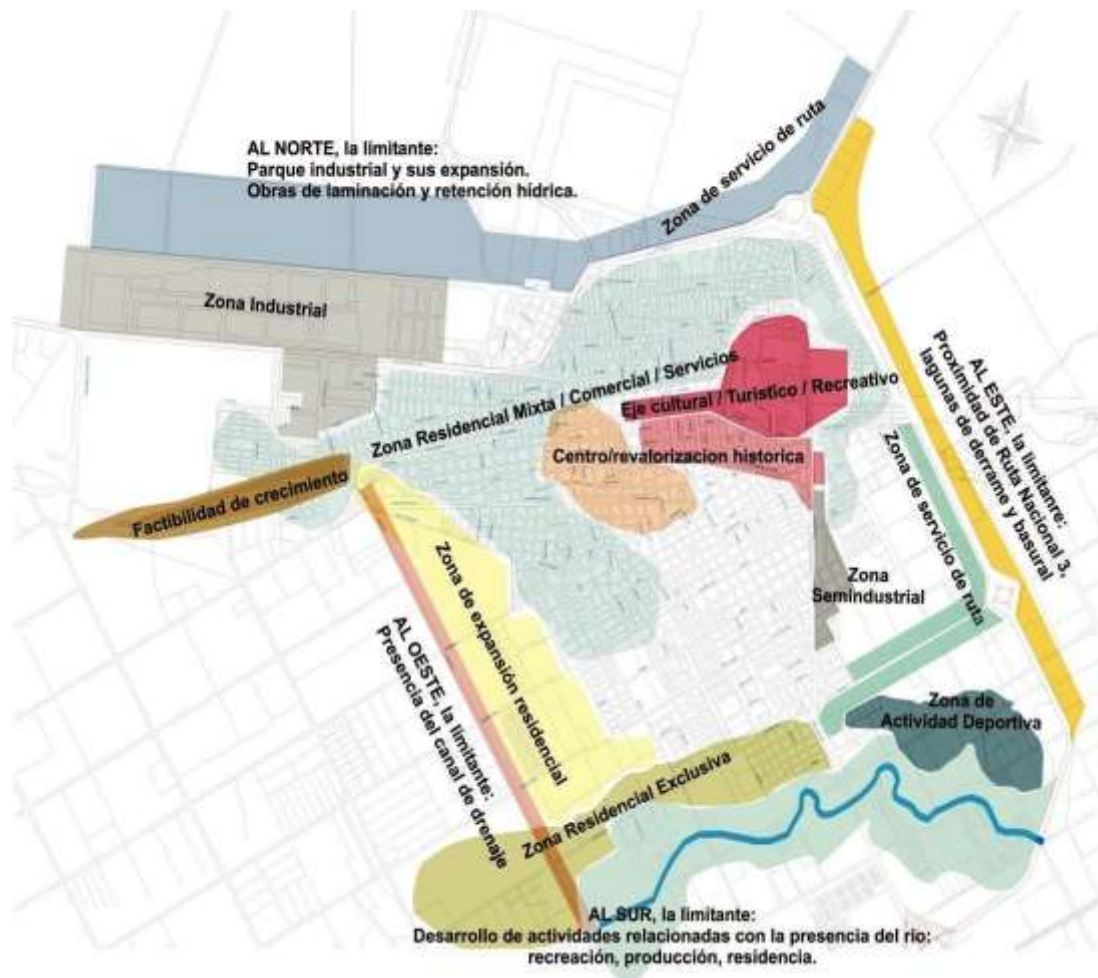 AL NORTE, la limitante:
Parque industrial y sus expansión.
Obras de laminación y retención hídrica.
Zona de servicio de ruta
Zona Industrial
Zona Residencial Mixta / Comercial / Servicios
Eje cultural / Turistico / Recreativo
Centro/revalorizacion historica
AL ESTE, la limitanre:
Proximidad de Ruta Nacional 3,
lagunas de derrame y basural
Factibilidad de crecimiento
Zona de servicio de ruta
Zona
Semindustrial
Zona de expansión residencial
AL OESTE, la limitante:
Presencia del canal de drenaje
Zona de
Actividad Deportiva
Zona Residencial Exclusiva
AL SUR, la limitante:
Desarrollo de actividades relacionadas con la presencia del rio:
recreación, producción, residencia.